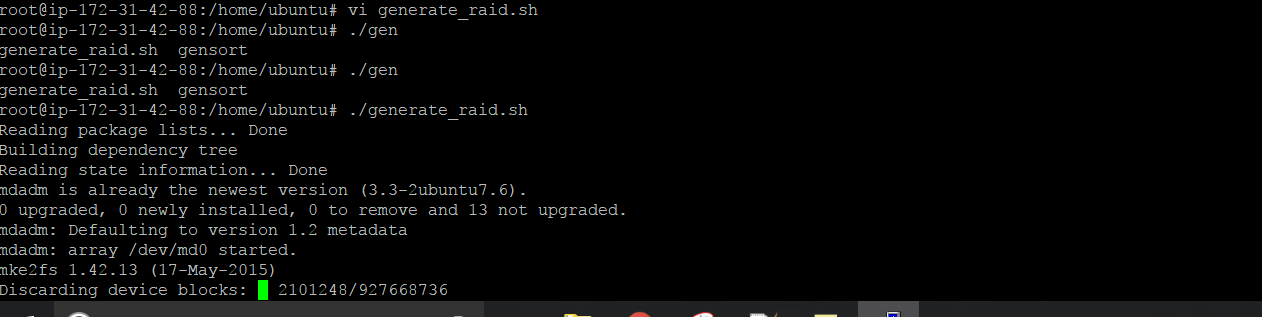 root@ip-172-31-42-88:/home/ubuntu# vi generate_raid.sh
root@ip-172-31-42-88:/home/ubuntu# ./gen
generate_raid.sh  gensort
root@ip-172-31-42-88:/home/ubuntu# ./gen
generate_raid.sh  gensort
root@ip-172-31-42-88:/home/ubuntu# ./generate_raid.sh
Reading package lists... Done
Building dependency tree
Reading state information... Done
mdadm is already the newest version (3.3-2ubuntu7.6).
0 upgraded, 0 newly installed, 0 to remove and 13 not upgraded.
mdadm: Defaulting to version 1.2 metadata
mdadm: array /dev/md0 started.
mke2fs 1.42.13 (17-May-2015)
Discarding device blocks:   2101248/927668736